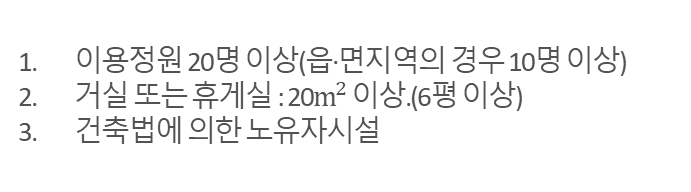 1. 이용정원 20명 이상(읍·면지역의 경우 10명 이상)
2. 거실 또는 휴게실 : 20m² 이상.(6평 이상)
3. 건축법에 의한 노유자시설